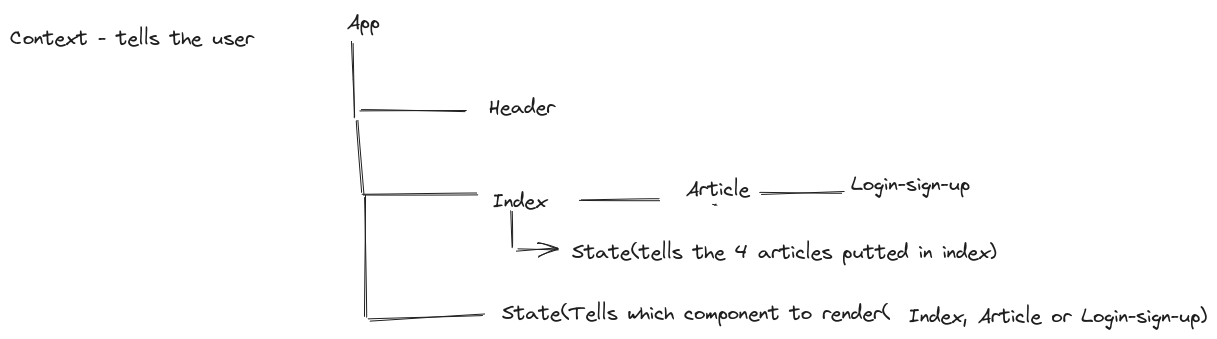 App
Context - tells the user
Header
Index Article Login-sign-up
State(tells the 4 articles putted in index)
State(Tells which component to render( Index, Article or Login-sign-up)